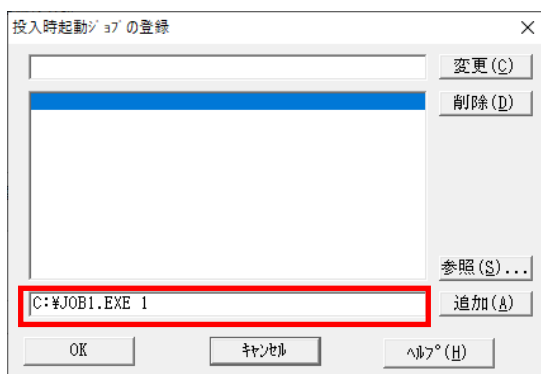 投入時起動ｼﾞｮﾌﾞの登録
変更(C)
削除(D)
参照(S)...
C:¥JOB1.EXE 1
追加(A)
OK
ｷｬﾝｾﾙ
ﾍﾙﾌﾟ(H)